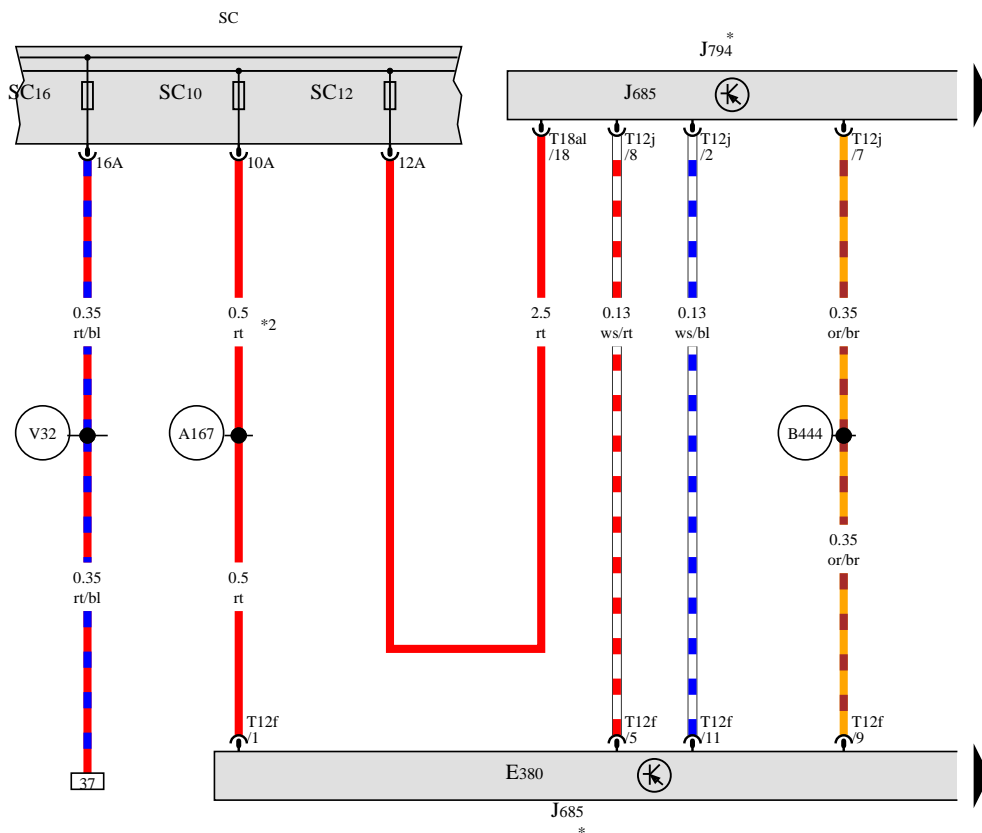 SC
J794 *
SC16 SC10 SC12 J685
16A 10A 12A T18al /18 T12j /8 T12j /2 T12j /7
0.35 rt/bl
0.5 rt *2
2.5 rt
0.13 ws/rt
0.13 ws/bl
0.35 or/br
V32 A167 B444
0.35 rt/bl
0.5 rt
0.35 or/br
T12f /1 T12f /5 T12f /11 T12f /9
37
E380
J685
*